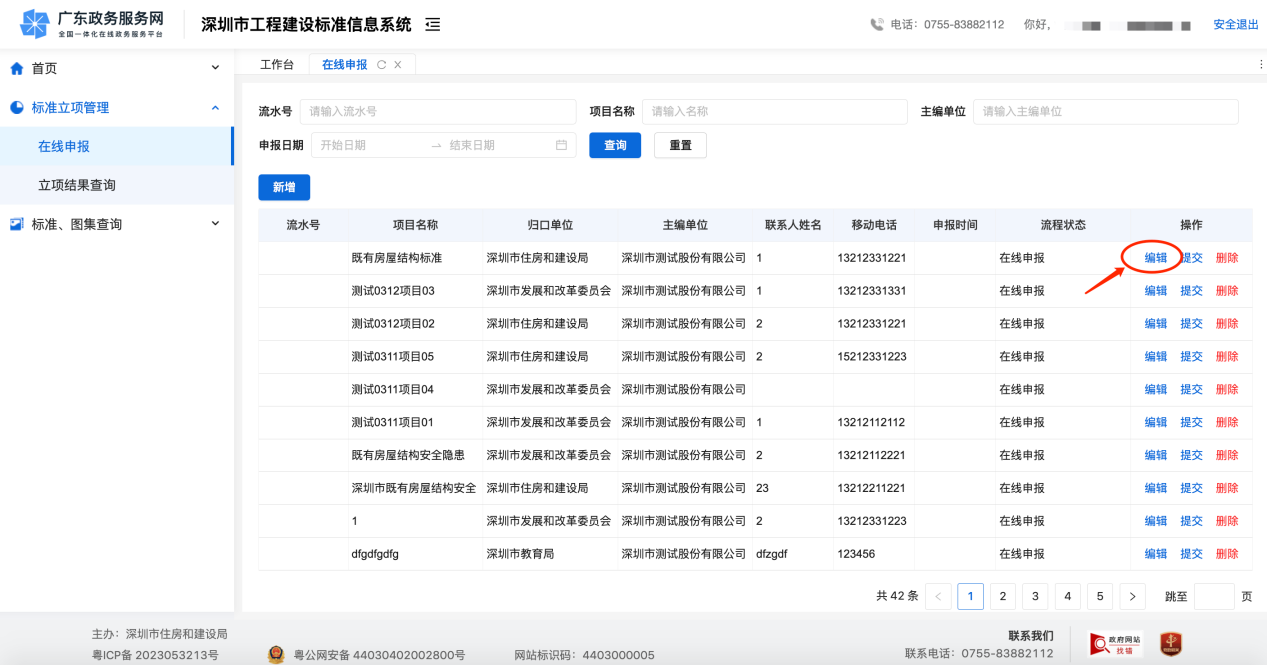 广东政务服务网
全国一体化在线政务服务平台
深圳市工程建设标准信息系统
电话：0755-83882112 你好, 安全退出
首页
标准立项管理
在线申报
立项结果查询
标准、图集查询
工作台 在线申报
流水号 请输入流水号 项目名称 请输入名称 主编单位 请输入主编单位
申报日期 开始日期 → 结束日期 查询 重置
新增
流水号 项目名称 归口单位 主编单位 联系人姓名 移动电话 申报时间 流程状态 操作
既有房屋结构标准 深圳市住房和建设局 深圳市测试股份有限公司 1 13212331221 在线申报 编辑 提交 删除
测试0312项目03 深圳市发展和改革委员会 深圳市测试股份有限公司 1 13212331331 在线申报 编辑 提交 删除
测试0312项目02 深圳市住房和建设局 深圳市测试股份有限公司 2 13212331221 在线申报 编辑 提交 删除
测试0311项目05 深圳市住房和建设局 深圳市测试股份有限公司 2 15212331223 在线申报 编辑 提交 删除
测试0311项目04 深圳市发展和改革委员会 深圳市测试股份有限公司 在线申报 编辑 提交 删除
测试0311项目01 深圳市发展和改革委员会 深圳市测试股份有限公司 1 13212112112 在线申报 编辑 提交 删除
既有房屋结构安全隐患 深圳市发展和改革委员会 深圳市测试股份有限公司 2 13212112221 在线申报 编辑 提交 删除
深圳市既有房屋结构安全 深圳市住房和建设局 深圳市测试股份有限公司 23 13212211221 在线申报 编辑 提交 删除
1 深圳市发展和改革委员会 深圳市测试股份有限公司 2 13212331223 在线申报 编辑 提交 删除
dfgdfgdfg 深圳市教育局 深圳市测试股份有限公司 dfzgdf 123456 在线申报 编辑 提交 删除
共 42 条 < 1 2 3 4 5 > 跳至 页
主办：深圳市住房和建设局
粤ICP备 2023053213号 粤公网安备 44030402002800号 网站标识码：4403000005
联系我们
联系电话：0755-83882112
政府网站
找错